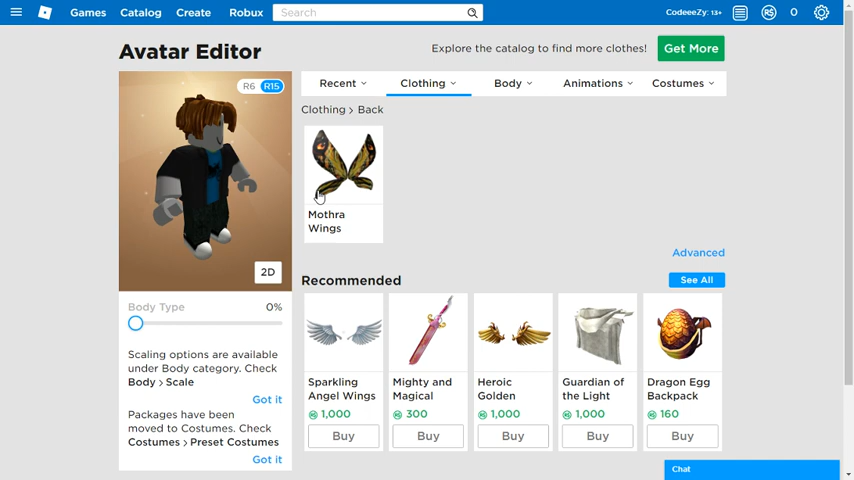 Games Catalog Create Robux Search CodeeeZy: 13+ 0
Avatar Editor
Explore the catalog to find more clothes! Get More
R6 R15
Recent Clothing Body Animations Costumes
Clothing > Back
Mothra
Wings
2D
Advanced
Recommended See All
Body Type 0%
Scaling options are available
under Body category. Check
Body > Scale
Got it
Packages have been
moved to Costumes. Check
Costumes > Preset Costumes
Got it
Sparkling
Angel Wings
1,000
Buy
Mighty and
Magical
300
Buy
Heroic
Golden
1,000
Buy
Guardian of
the Light
1,000
Buy
Dragon Egg
Backpack
160
Buy
Chat